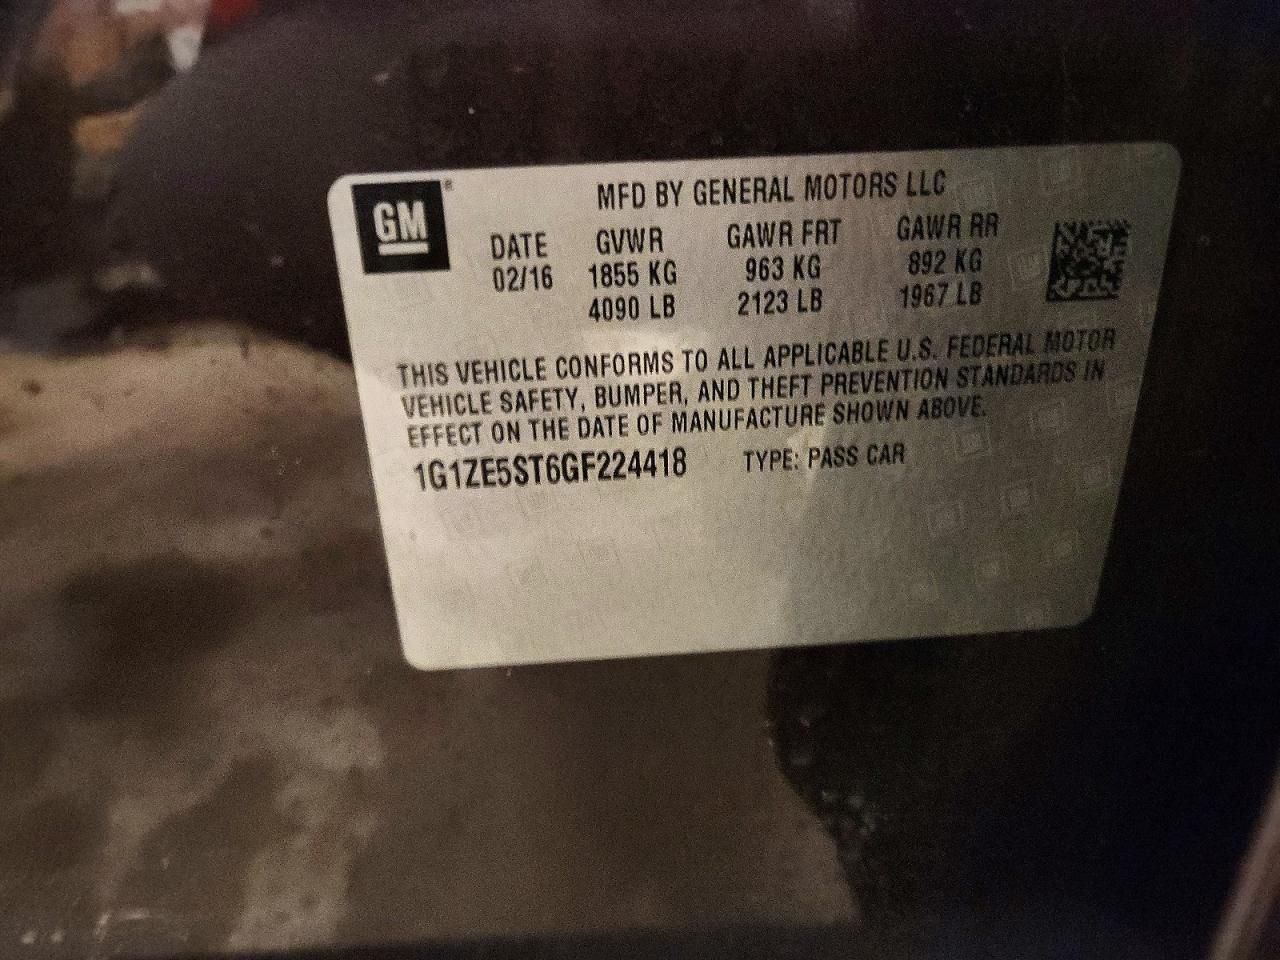 GM®
MFD BY GENERAL MOTORS LLC
DATE GVWR GAWR FRT GAWR RR
02/16 1855 KG 963 KG 892 KG
4090 LB 2123 LB 1967 LB
THIS VEHICLE CONFORMS TO ALL APPLICABLE U.S. FEDERAL MOTOR
VEHICLE SAFETY, BUMPER, AND THEFT PREVENTION STANDARDS IN
EFFECT ON THE DATE OF MANUFACTURE SHOWN ABOVE.
1G1ZE5ST6GF224418 TYPE: PASS CAR